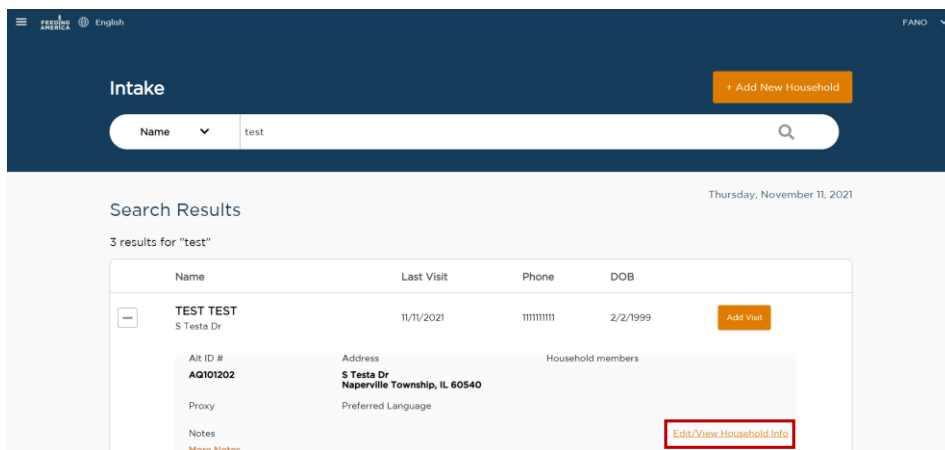 FEEDING AMERICA English FANO
Intake
+ Add New Household
Name test
Thursday, November 11, 2021
Search Results
3 results for "test"
Name Last Visit Phone DOB
TEST TEST 11/11/2021 1111111111 2/2/1999 Add Visit
S Testa Dr
Alt ID # Address Household members
AQ101202 S Testa Dr
Naperville Township, IL 60540
Proxy Preferred Language
Notes Edit/View Household Info
More Notes